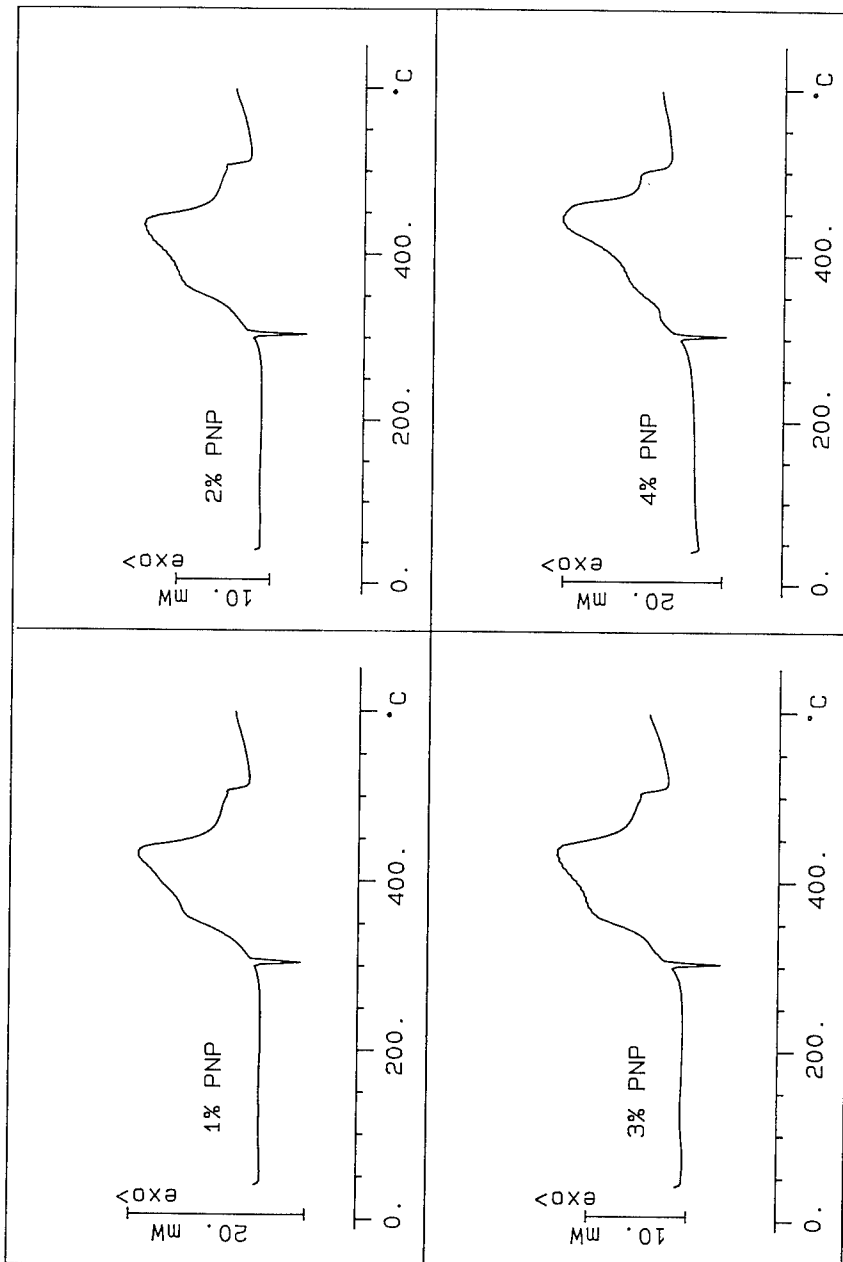 1% PNP
exo>
20. mW
0.
200.
400.
°C
2% PNP
exo>
10. mW
0.
200.
400.
°C
3% PNP
exo>
10. mW
0.
200.
400.
°C
4% PNP
exo>
20. mW
0.
200.
400.
°C